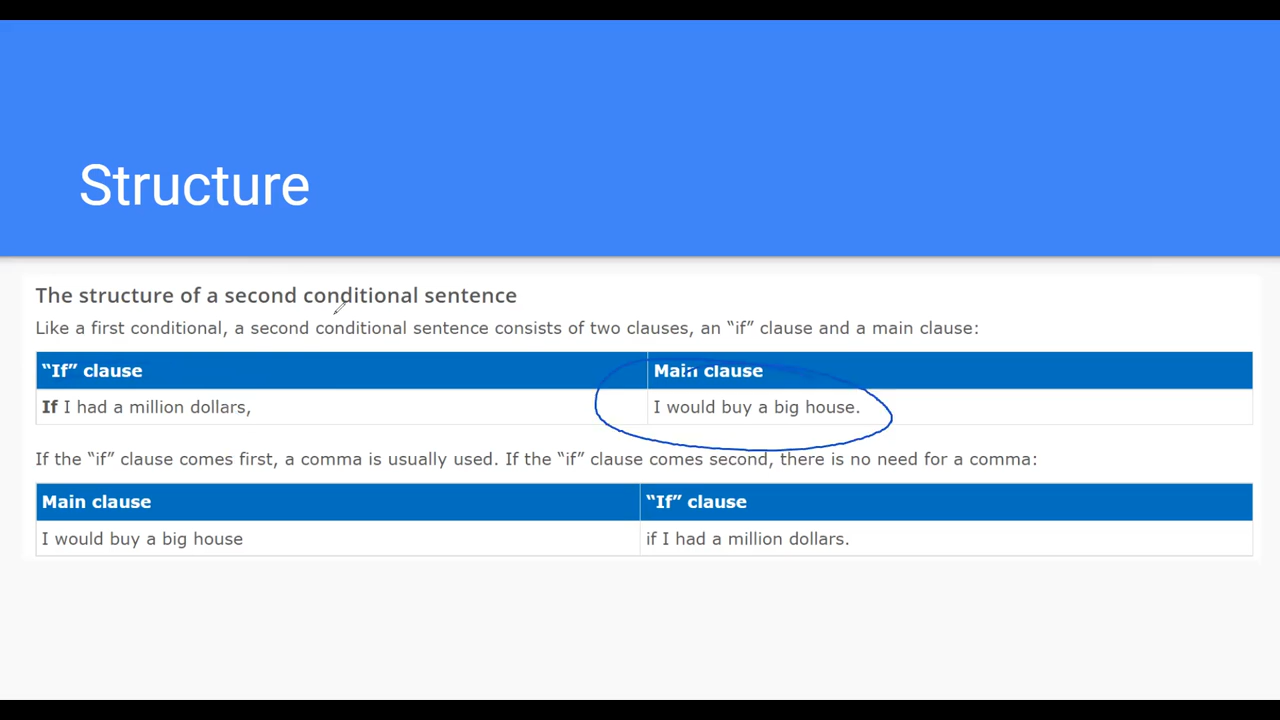 Structure
The structure of a second conditional sentence
Like a first conditional, a second conditional sentence consists of two clauses, an “if” clause and a main clause:
“If” clause Main clause
If I had a million dollars, I would buy a big house.
If the “if” clause comes first, a comma is usually used. If the “if” clause comes second, there is no need for a comma:
Main clause “If” clause
I would buy a big house if I had a million dollars.